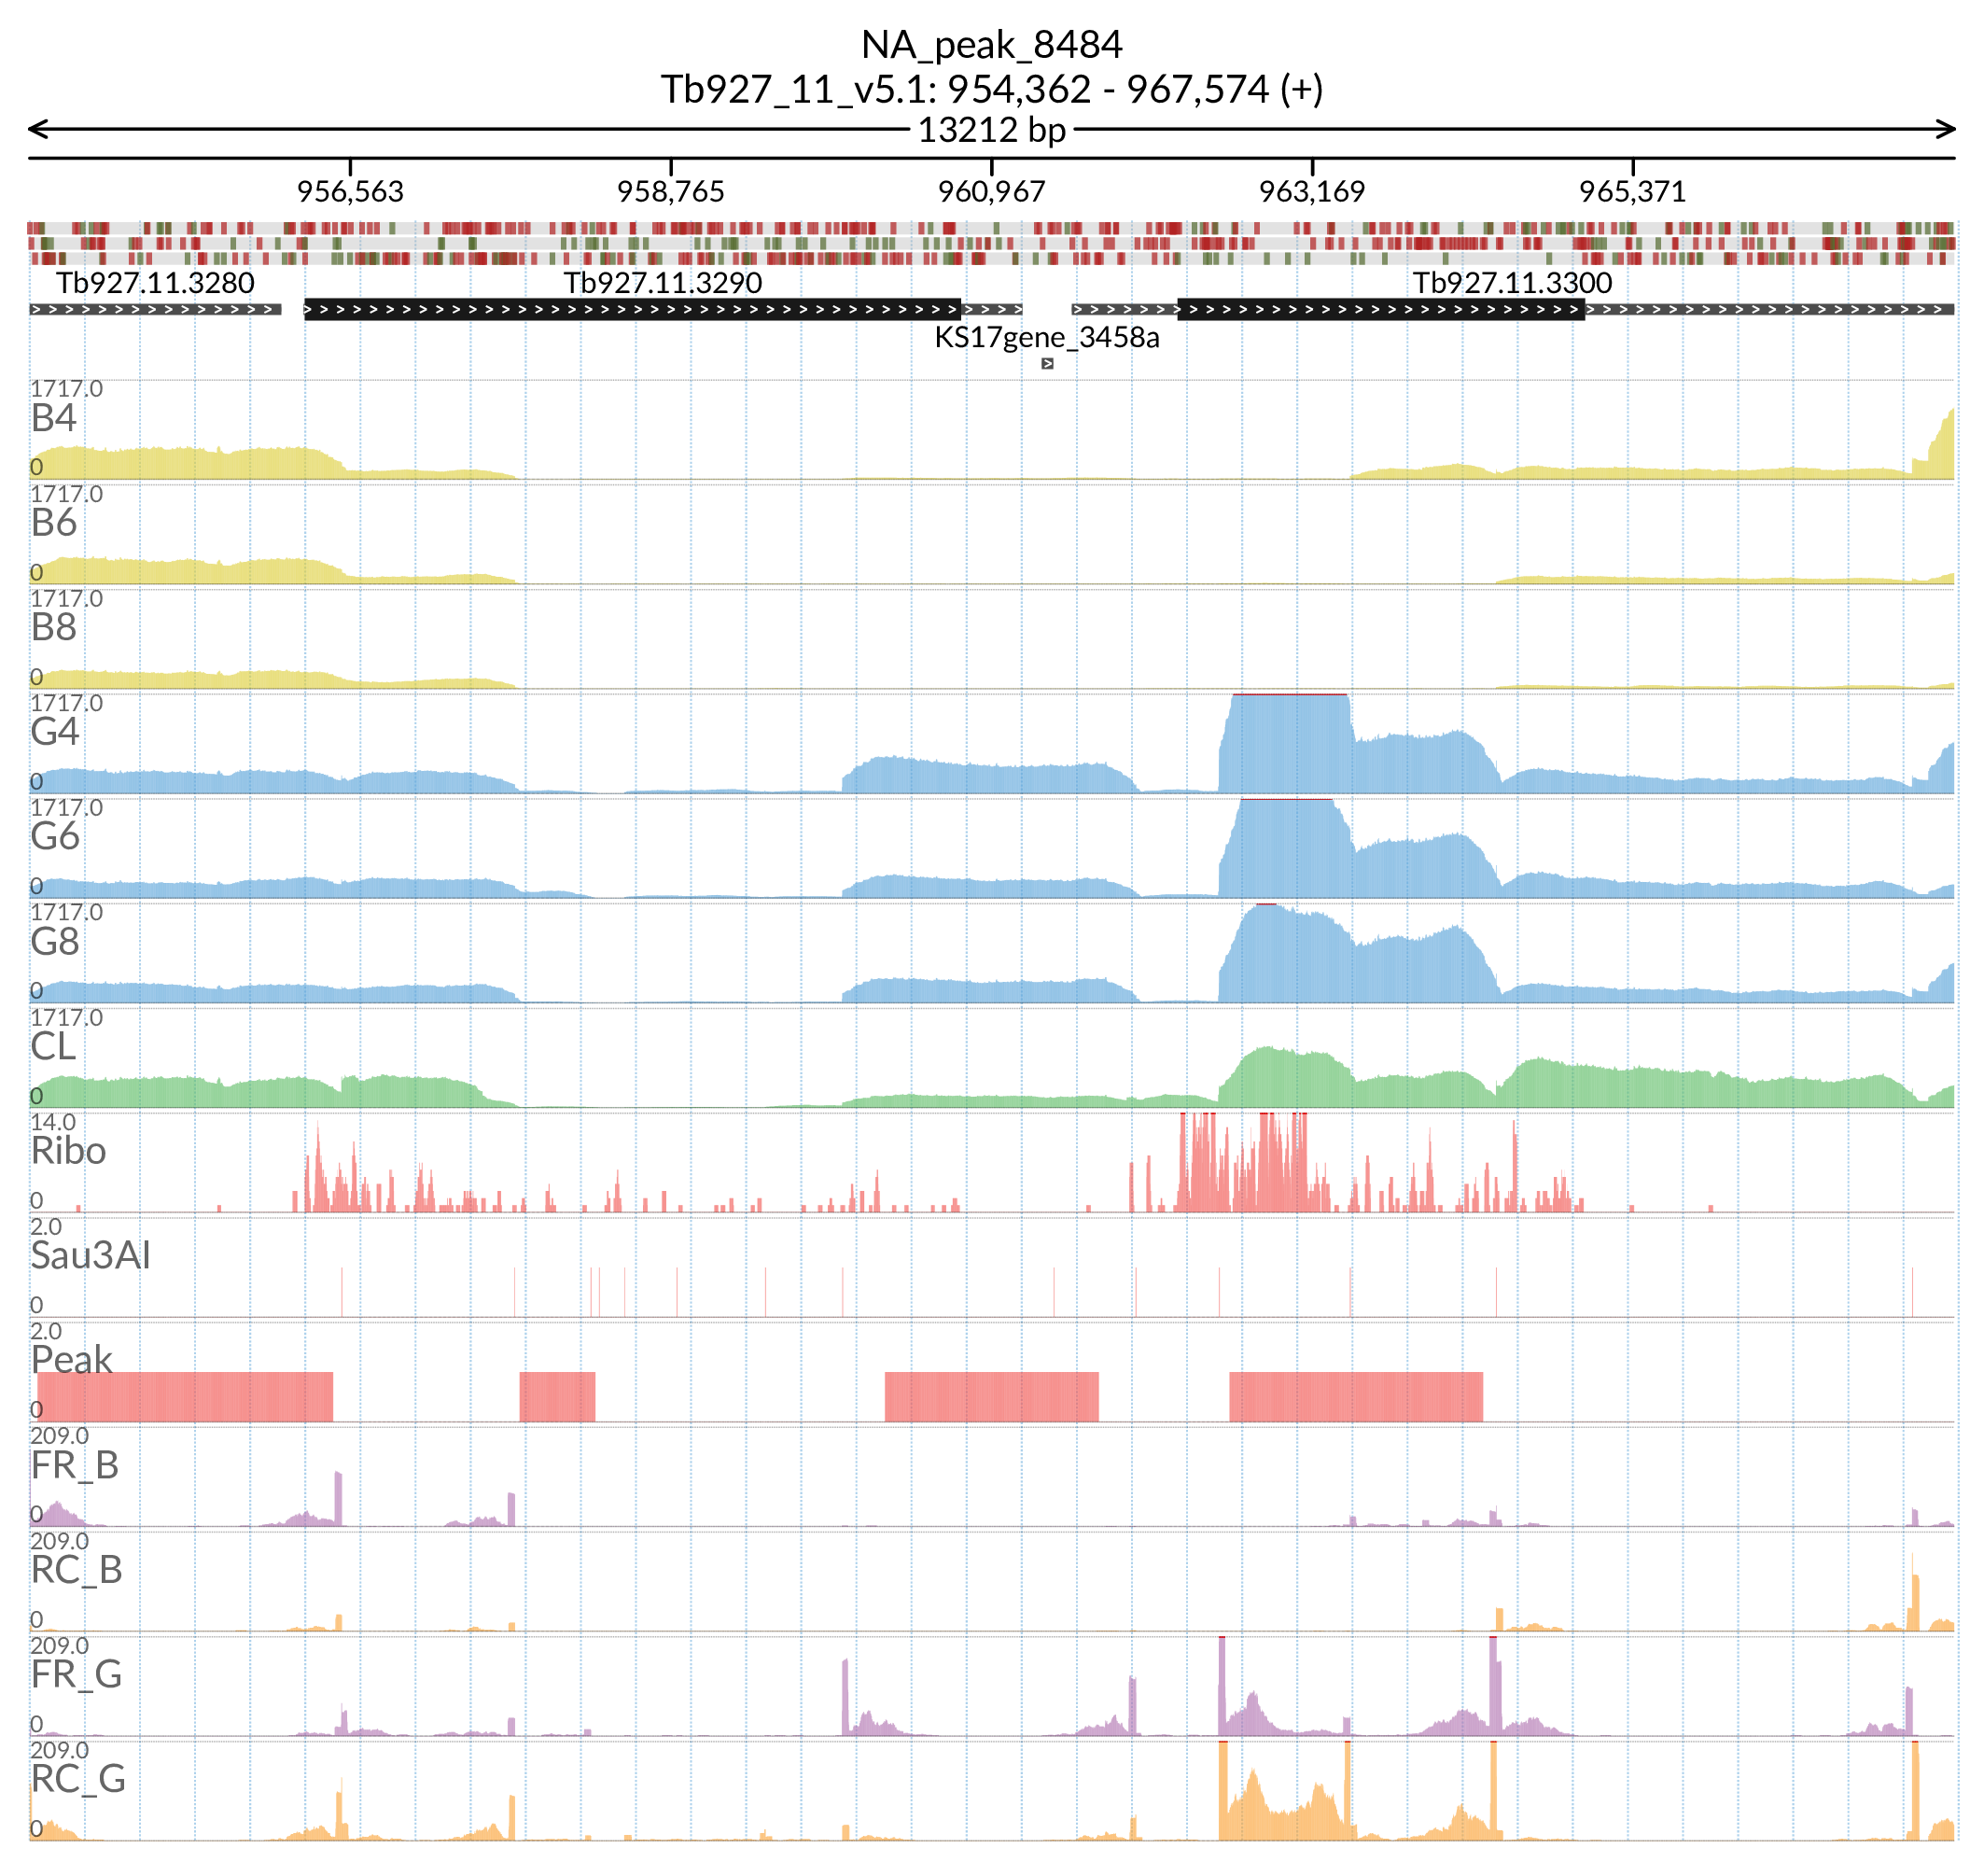 NA_peak_8484
Tb927_11_v5.1: 954,362 - 967,574 (+)
13212 bp
956,563 958,765 960,967 963,169 965,371
Tb927.11.3280 Tb927.11.3290 Tb927.11.3300
KS17gene_3458a
1717.0
B4
0
1717.0
B6
0
1717.0
B8
0
1717.0
G4
0
1717.0
G6
0
1717.0
G8
0
1717.0
CL
0
14.0
Ribo
0
2.0
Sau3AI
0
2.0
Peak
0
209.0
FR_B
0
209.0
RC_B
0
209.0
FR_G
0
209.0
RC_G
0